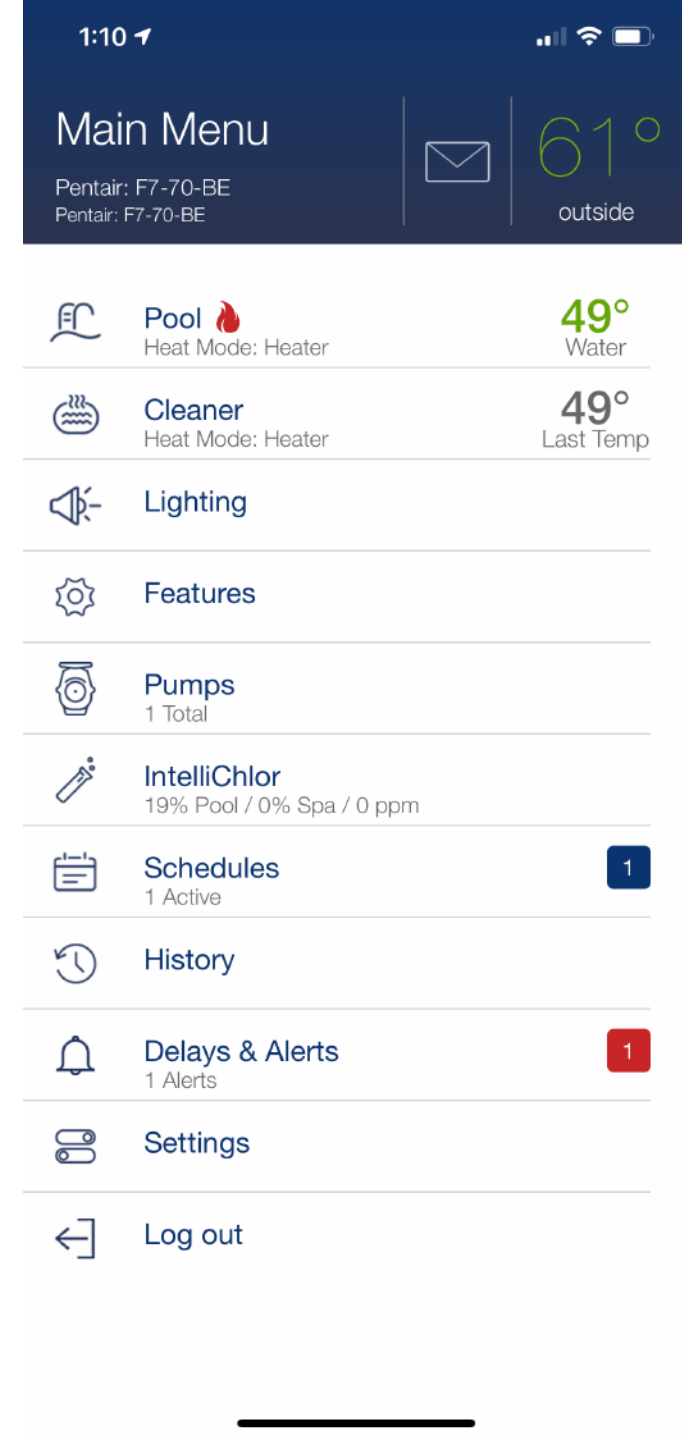 1:10
Main Menu
Pentair: F7-70-BE
Pentair: F7-70-BE
61°
outside
Pool
Heat Mode: Heater
49°
Water
Cleaner
Heat Mode: Heater
49°
Last Temp
Lighting
Features
Pumps
1 Total
IntelliChlor
19% Pool / 0% Spa / 0 ppm
Schedules
1 Active
1
History
Delays & Alerts
1 Alerts
1
Settings
Log out